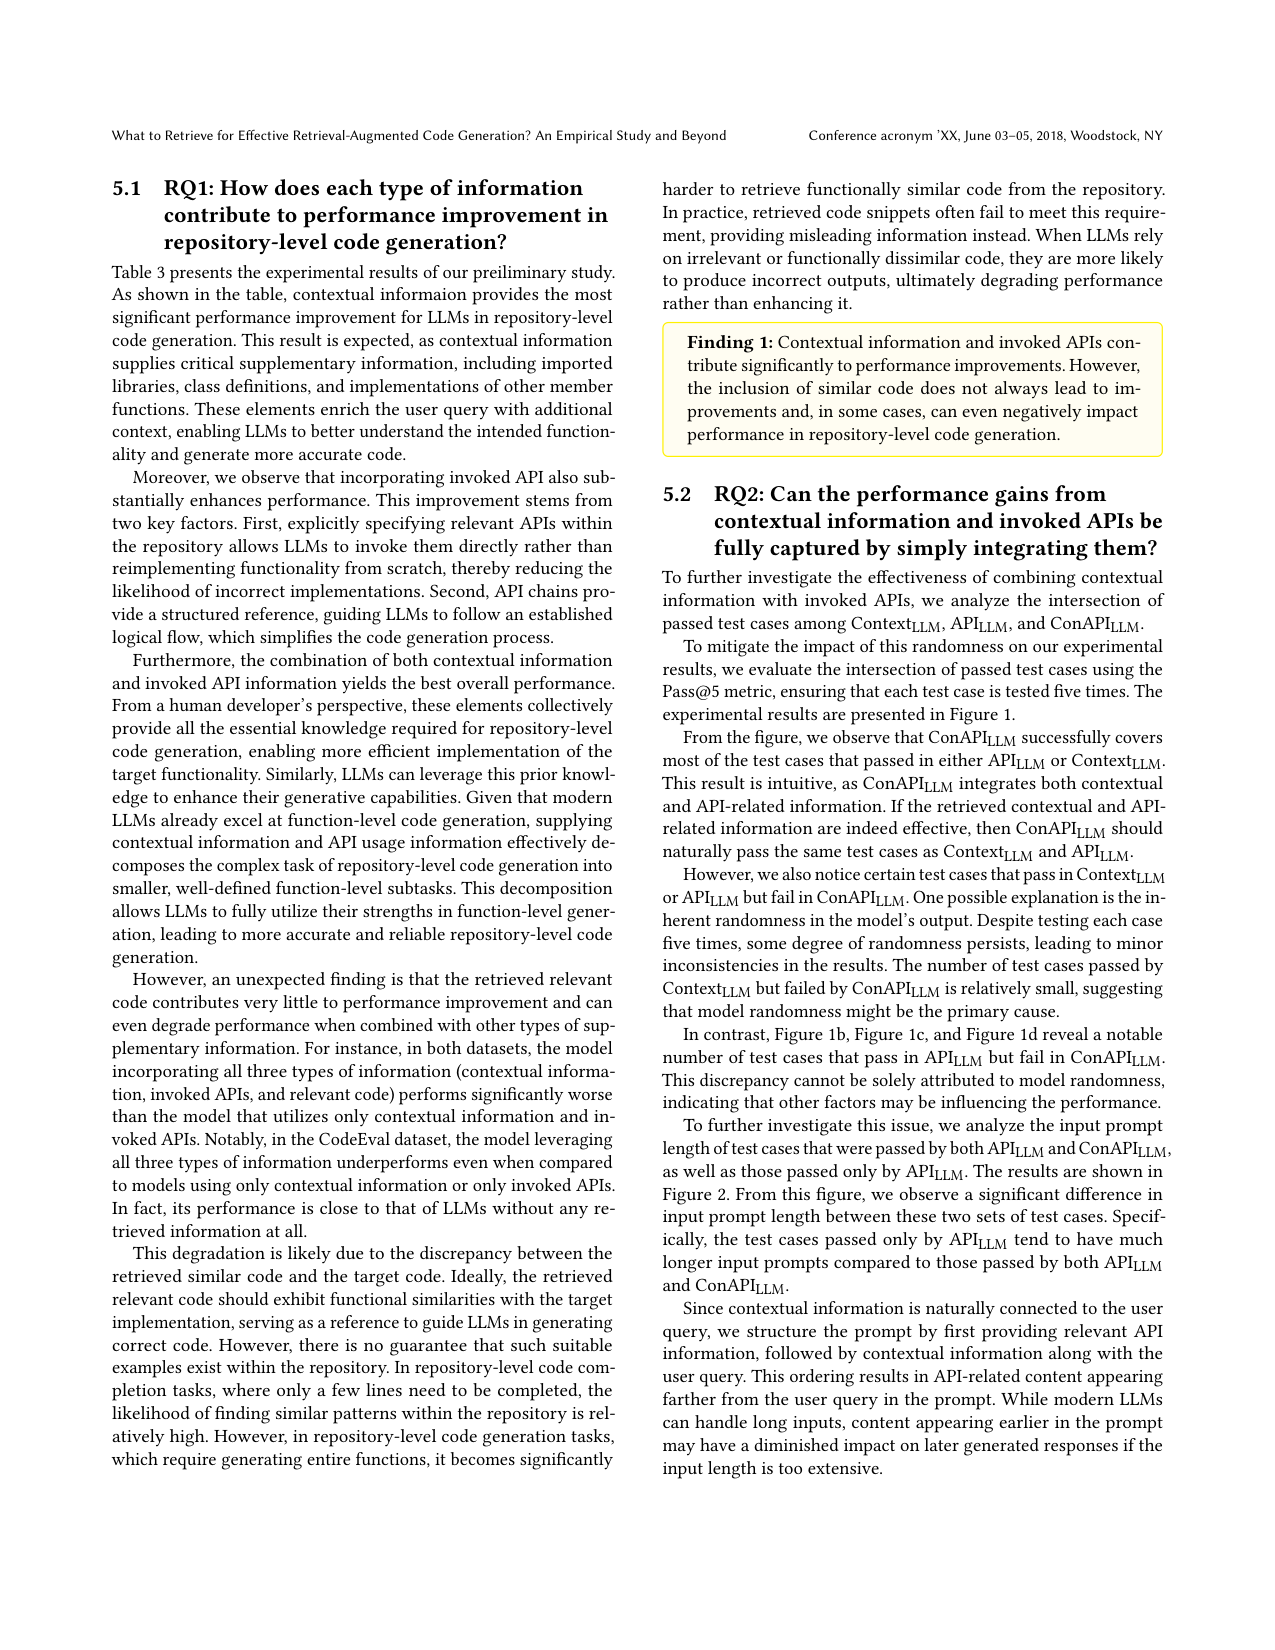 What to Retrieve for Effective Retrieval-Augmented Code Generation? An Empirical Study and Beyond
Conference acronym ’XX, June 03–05, 2018, Woodstock, NY
5.1 RQ1: How does each type of information
contribute to performance improvement in
repository-level code generation?
Table 3 presents the experimental results of our preiliminary study.
As shown in the table, contextual informaion provides the most
significant performance improvement for LLMs in repository-level
code generation. This result is expected, as contextual information
supplies critical supplementary information, including imported
libraries, class definitions, and implementations of other member
functions. These elements enrich the user query with additional
context, enabling LLMs to better understand the intended function-
ality and generate more accurate code.
Moreover, we observe that incorporating invoked API also sub-
stantially enhances performance. This improvement stems from
two key factors. First, explicitly specifying relevant APIs within
the repository allows LLMs to invoke them directly rather than
reimplementing functionality from scratch, thereby reducing the
likelihood of incorrect implementations. Second, API chains pro-
vide a structured reference, guiding LLMs to follow an established
logical flow, which simplifies the code generation process.
Furthermore, the combination of both contextual information
and invoked API information yields the best overall performance.
From a human developer’s perspective, these elements collectively
provide all the essential knowledge required for repository-level
code generation, enabling more efficient implementation of the
target functionality. Similarly, LLMs can leverage this prior knowl-
edge to enhance their generative capabilities. Given that modern
LLMs already excel at function-level code generation, supplying
contextual information and API usage information effectively de-
composes the complex task of repository-level code generation into
smaller, well-defined function-level subtasks. This decomposition
allows LLMs to fully utilize their strengths in function-level gener-
ation, leading to more accurate and reliable repository-level code
generation.
However, an unexpected finding is that the retrieved relevant
code contributes very little to performance improvement and can
even degrade performance when combined with other types of sup-
plementary information. For instance, in both datasets, the model
incorporating all three types of information (contextual informa-
tion, invoked APIs, and relevant code) performs significantly worse
than the model that utilizes only contextual information and in-
voked APIs. Notably, in the CodeEval dataset, the model leveraging
all three types of information underperforms even when compared
to models using only contextual information or only invoked APIs.
In fact, its performance is close to that of LLMs without any re-
trieved information at all.
This degradation is likely due to the discrepancy between the
retrieved similar code and the target code. Ideally, the retrieved
relevant code should exhibit functional similarities with the target
implementation, serving as a reference to guide LLMs in generating
correct code. However, there is no guarantee that such suitable
examples exist within the repository. In repository-level code com-
pletion tasks, where only a few lines need to be completed, the
likelihood of finding similar patterns within the repository is rel-
atively high. However, in repository-level code generation tasks,
which require generating entire functions, it becomes significantly
harder to retrieve functionally similar code from the repository.
In practice, retrieved code snippets often fail to meet this require-
ment, providing misleading information instead. When LLMs rely
on irrelevant or functionally dissimilar code, they are more likely
to produce incorrect outputs, ultimately degrading performance
rather than enhancing it.
Finding 1: Contextual information and invoked APIs con-
tribute significantly to performance improvements. However,
the inclusion of similar code does not always lead to im-
provements and, in some cases, can even negatively impact
performance in repository-level code generation.
5.2 RQ2: Can the performance gains from
contextual information and invoked APIs be
fully captured by simply integrating them?
To further investigate the effectiveness of combining contextual
information with invoked APIs, we analyze the intersection of
passed test cases among ContextLLM, APILLM, and ConAPILLM.
To mitigate the impact of this randomness on our experimental
results, we evaluate the intersection of passed test cases using the
Pass@5 metric, ensuring that each test case is tested five times. The
experimental results are presented in Figure 1.
From the figure, we observe that ConAPILLM successfully covers
most of the test cases that passed in either APILLM or ContextLLM.
This result is intuitive, as ConAPILLM integrates both contextual
and API-related information. If the retrieved contextual and API-
related information are indeed effective, then ConAPILLM should
naturally pass the same test cases as ContextLLM and APILLM.
However, we also notice certain test cases that pass in ContextLLM
or APILLM but fail in ConAPILLM. One possible explanation is the in-
herent randomness in the model’s output. Despite testing each case
five times, some degree of randomness persists, leading to minor
inconsistencies in the results. The number of test cases passed by
ContextLLM but failed by ConAPILLM is relatively small, suggesting
that model randomness might be the primary cause.
In contrast, Figure 1b, Figure 1c, and Figure 1d reveal a notable
number of test cases that pass in APILLM but fail in ConAPILLM.
This discrepancy cannot be solely attributed to model randomness,
indicating that other factors may be influencing the performance.
To further investigate this issue, we analyze the input prompt
length of test cases that were passed by both APILLM and ConAPILLM,
as well as those passed only by APILLM. The results are shown in
Figure 2. From this figure, we observe a significant difference in
input prompt length between these two sets of test cases. Specif-
ically, the test cases passed only by APILLM tend to have much
longer input prompts compared to those passed by both APILLM
and ConAPILLM.
Since contextual information is naturally connected to the user
query, we structure the prompt by first providing relevant API
information, followed by contextual information along with the
user query. This ordering results in API-related content appearing
farther from the user query in the prompt. While modern LLMs
can handle long inputs, content appearing earlier in the prompt
may have a diminished impact on later generated responses if the
input length is too extensive.